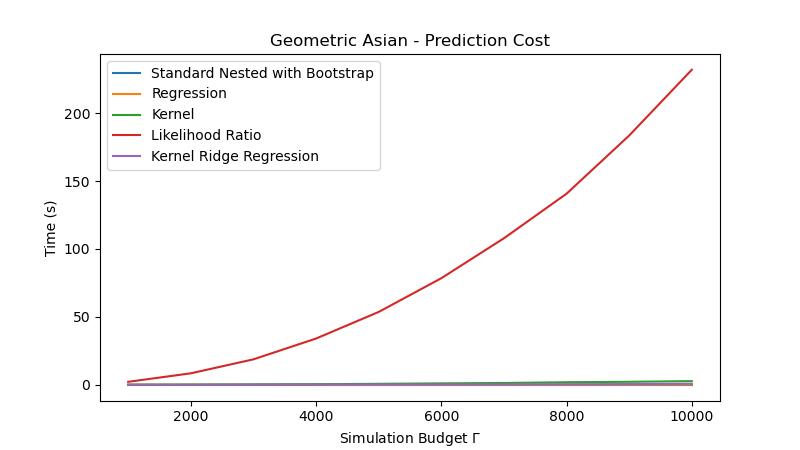 Geometric Asian - Prediction Cost
Standard Nested with Bootstrap
Regression
Kernel
Likelihood Ratio
Kernel Ridge Regression
Time (s)
200
150
100
50
0
2000 4000 6000 8000 10000
Simulation Budget Γ